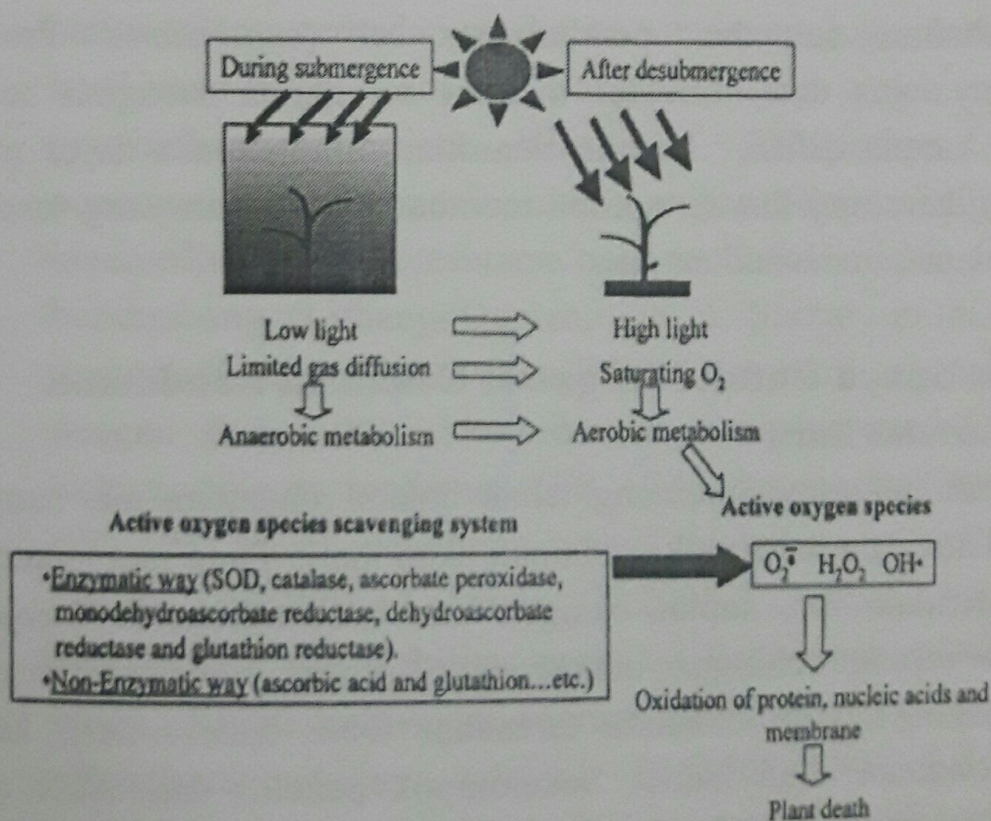 During submergence
After desubmergence
Low light
High light
Limited gas diffusion
Saturating O₂
Anaerobic metabolism
Aerobic metabolism
Active oxygen species
Active oxygen species scavenging system
O₂⁻• H₂O₂ OH•
•Enzymatic way (SOD, catalase, ascorbate peroxidase,
monodehydroascorbate reductase, dehydroascorbate
reductase and glutathion reductase).
•Non-Enzymatic way (ascorbic acid and glutathion...etc.)
Oxidation of protein, nucleic acids and
membrane
Plant death